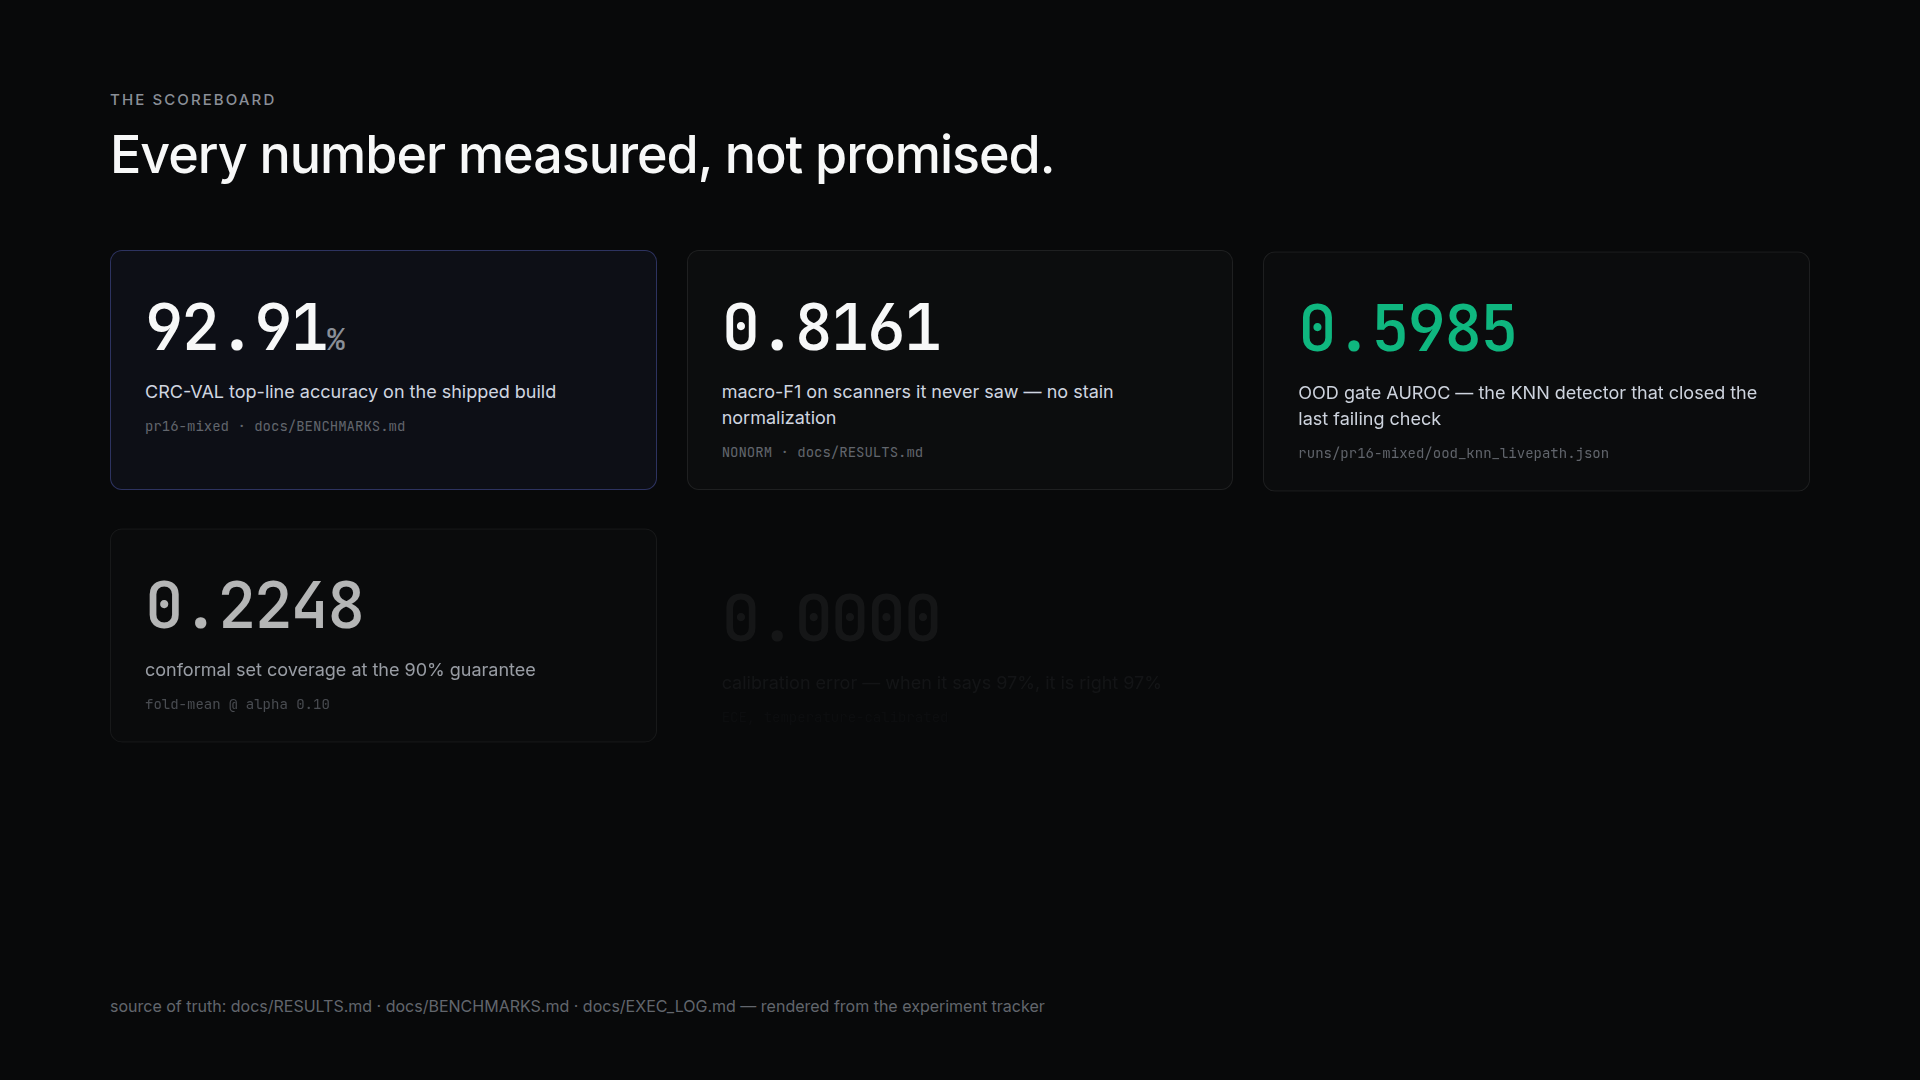 THE SCOREBOARD
Every number measured, not promised.
92.91%
CRC-VAL top-line accuracy on the shipped build
pr16-mixed · docs/BENCHMARKS.md
0.8161
macro-F1 on scanners it never saw — no stain
normalization
NONORM · docs/RESULTS.md
0.5985
OOD gate AUROC — the KNN detector that closed the
last failing check
runs/pr16-mixed/ood_knn_livepath.json
0.2248
conformal set coverage at the 90% guarantee
fold-mean @ alpha 0.10
0.0000
calibration error — when it says 97%, it is right 97%
source of truth: docs/RESULTS.md · docs/BENCHMARKS.md · docs/EXEC_LOG.md — rendered from the experiment tracker